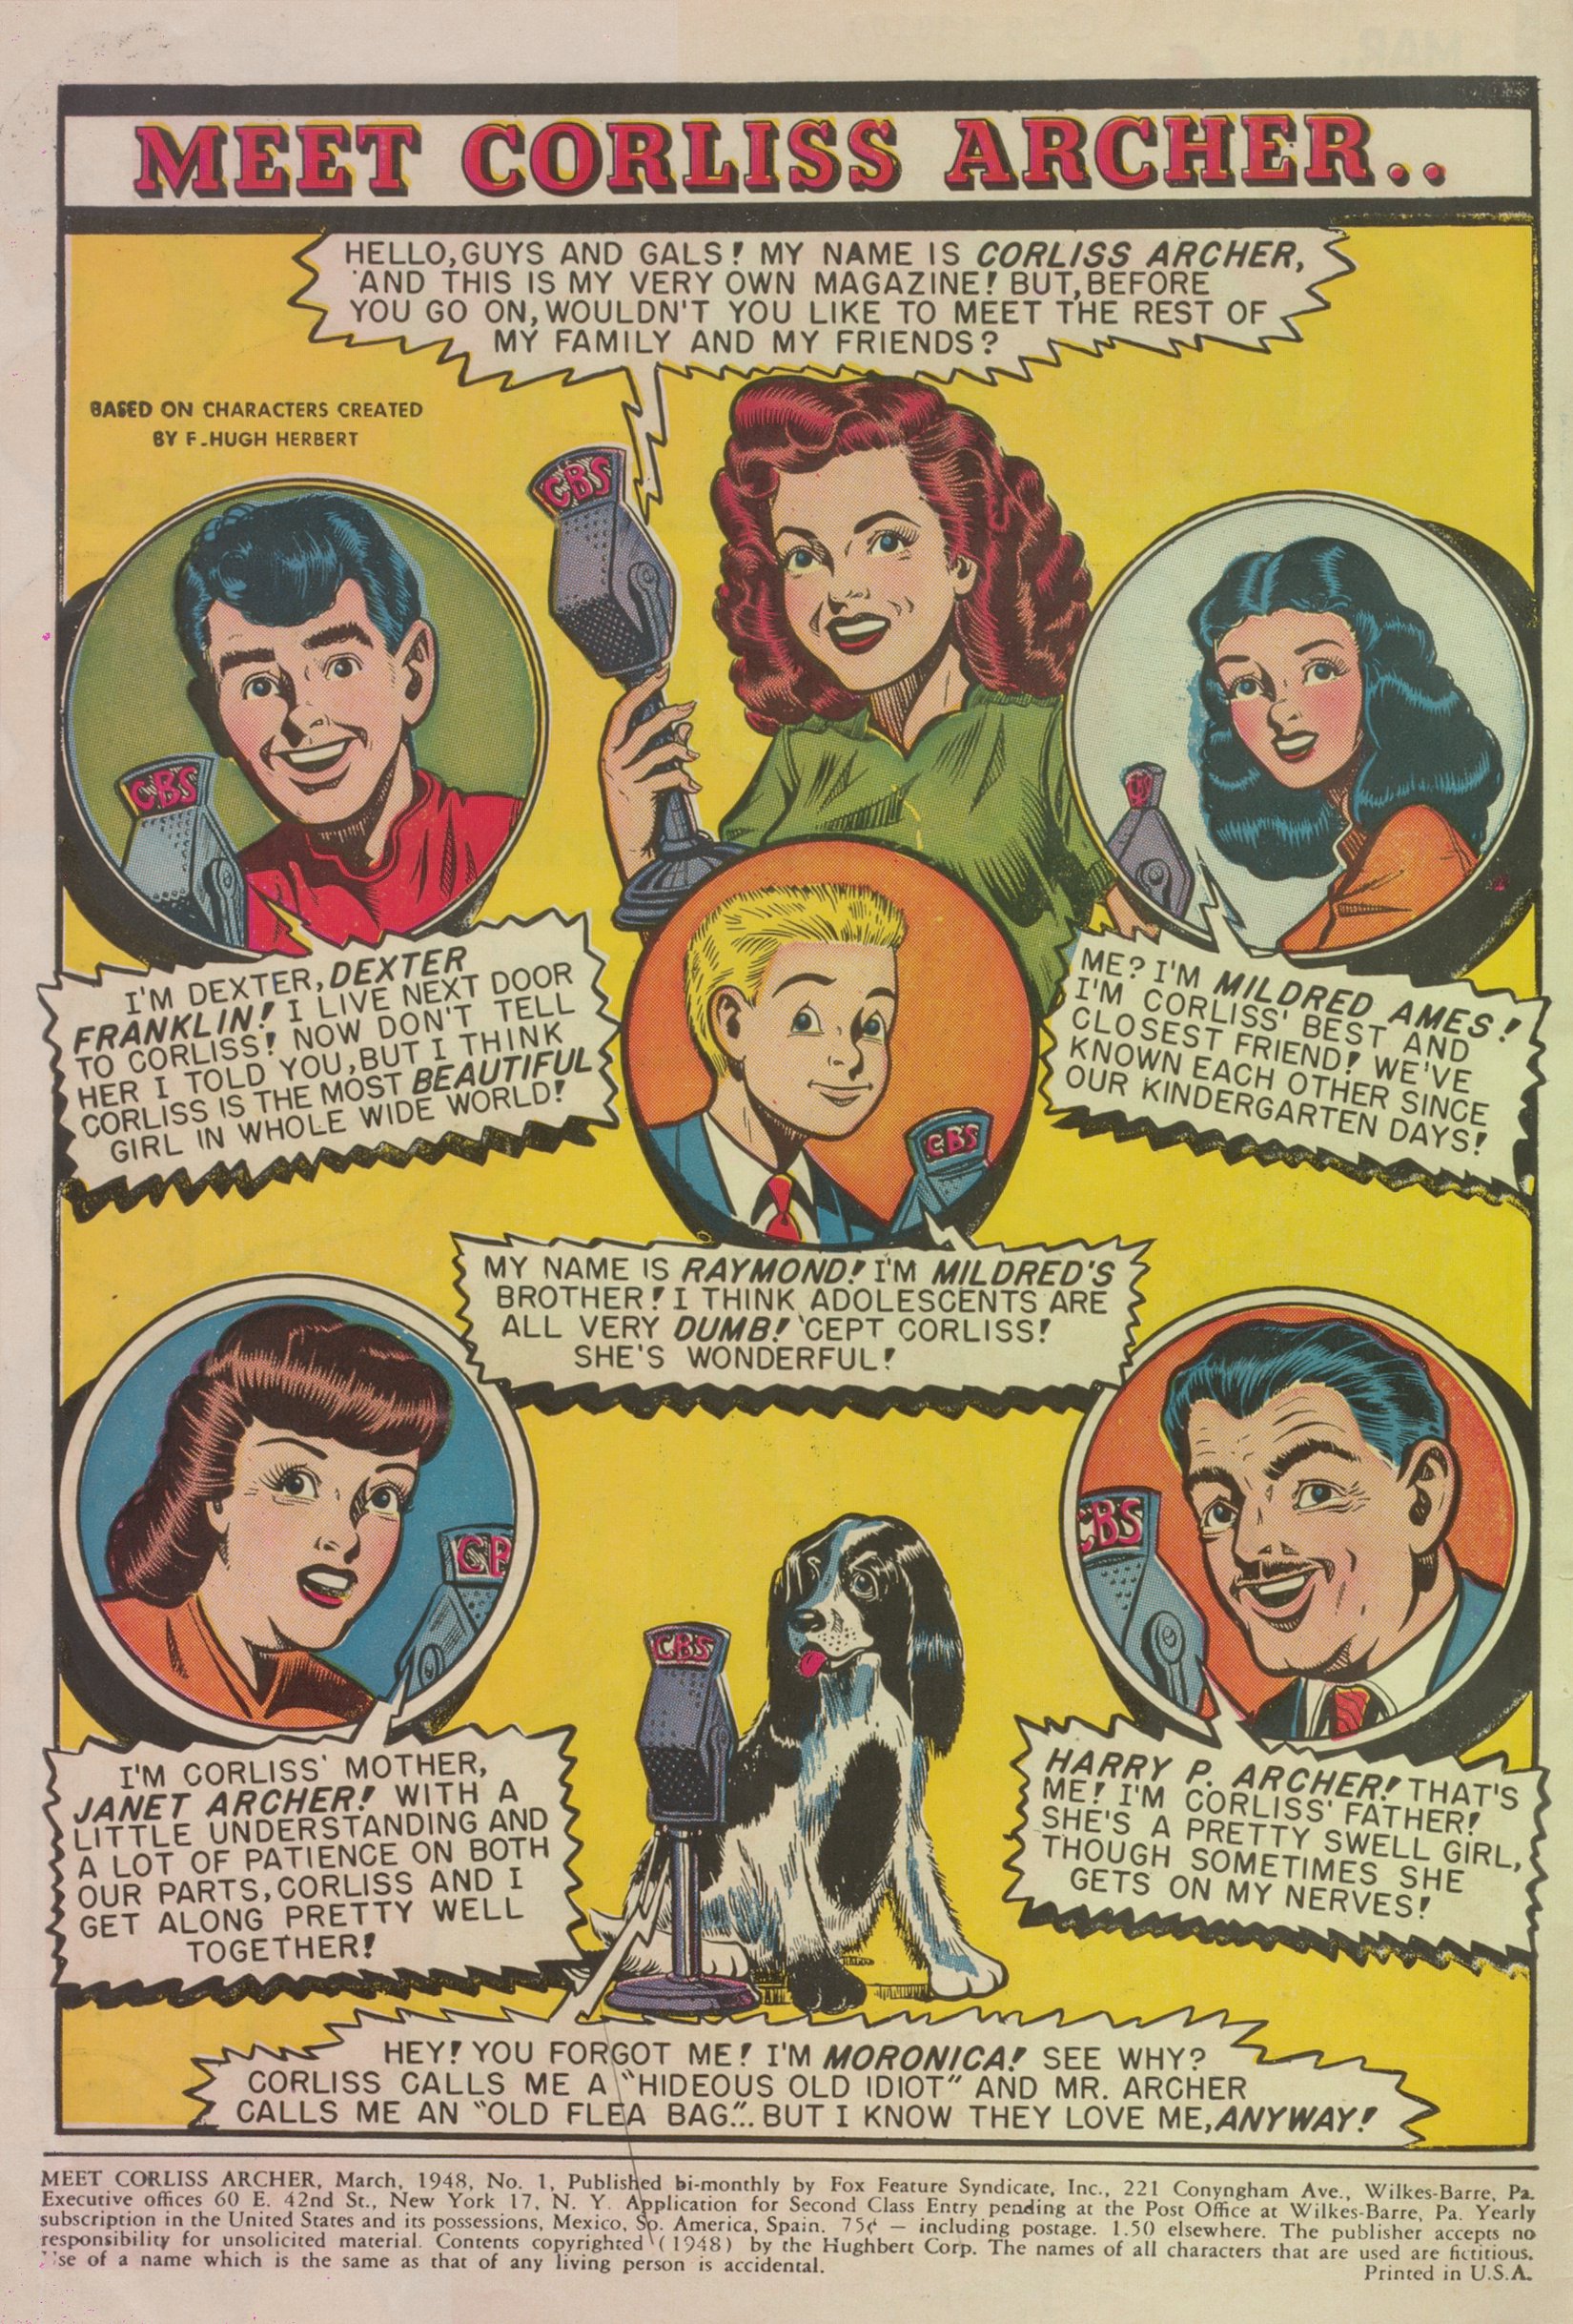 MEET CORLISS ARCHER..
HELLO, GUYS AND GALS! MY NAME IS CORLISS ARCHER,
AND THIS IS MY VERY OWN MAGAZINE! BUT, BEFORE
YOU GO ON, WOULDN'T YOU LIKE TO MEET THE REST OF
MY FAMILY AND MY FRIENDS?
BASED ON CHARACTERS CREATED
BY F. HUGH HERBERT
CBS
CBS
I'M DEXTER, DEXTER
FRANKLIN! I LIVE NEXT DOOR
TO CORLISS! NOW DON'T TELL
HER I TOLD YOU, BUT I THINK
CORLISS IS THE MOST BEAUTIFUL
GIRL IN WHOLE WIDE WORLD!
ME? I'M MILDRED AMES!
I'M CORLISS' BEST AND
CLOSEST FRIEND! WE'VE
KNOWN EACH OTHER SINCE
OUR KINDERGARTEN DAYS!
CBS
MY NAME IS RAYMOND! I'M MILDRED'S
BROTHER! I THINK ADOLESCENTS ARE
ALL VERY DUMB! 'CEPT CORLISS!
SHE'S WONDERFUL!
CB
CBS
CBS
I'M CORLISS' MOTHER,
JANET ARCHER! WITH A
LITTLE UNDERSTANDING AND
A LOT OF PATIENCE ON BOTH
OUR PARTS, CORLISS AND I
GET ALONG PRETTY WELL
TOGETHER!
HARRY P. ARCHER! THAT'S
ME! I'M CORLISS' FATHER!
SHE'S A PRETTY SWELL GIRL,
THOUGH SOMETIMES SHE
GETS ON MY NERVES!
HEY! YOU FORGOT ME! I'M MORONICA! SEE WHY?
CORLISS CALLS ME A "HIDEOUS OLD IDIOT" AND MR. ARCHER
CALLS ME AN "OLD FLEA BAG"... BUT I KNOW THEY LOVE ME, ANYWAY!
MEET CORLISS ARCHER, March, 1948, No. 1, Published bi-monthly by Fox Feature Syndicate, Inc., 221 Conyngham Ave., Wilkes-Barre, Pa.
Executive offices 60 E. 42nd St., New York 17, N. Y. Application for Second Class Entry pending at the Post Office at Wilkes-Barre, Pa. Yearly
subscription in the United States and its possessions, Mexico, So. America, Spain. 75¢ — including postage. 1.50 elsewhere. The publisher accepts no
responsibility for unsolicited material. Contents copyrighted (1948) by the Hughbert Corp. The names of all characters that are used are fictitious.
Use of a name which is the same as that of any living person is accidental.
Printed in U.S.A.